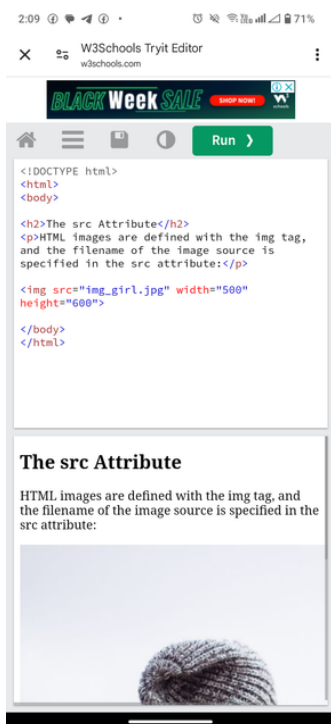 2:09
71%
W3Schools Tryit Editor
w3schools.com
BLACK Week SALE SHOP NOW! W
schools
Run ❯
<!DOCTYPE html>
<html>
<body>
<h2>The src Attribute</h2>
<p>HTML images are defined with the img tag,
and the filename of the image source is
specified in the src attribute:</p>
<img src="img_girl.jpg" width="500"
height="600">
</body>
</html>
The src Attribute
HTML images are defined with the img tag, and
the filename of the image source is specified in the
src attribute: